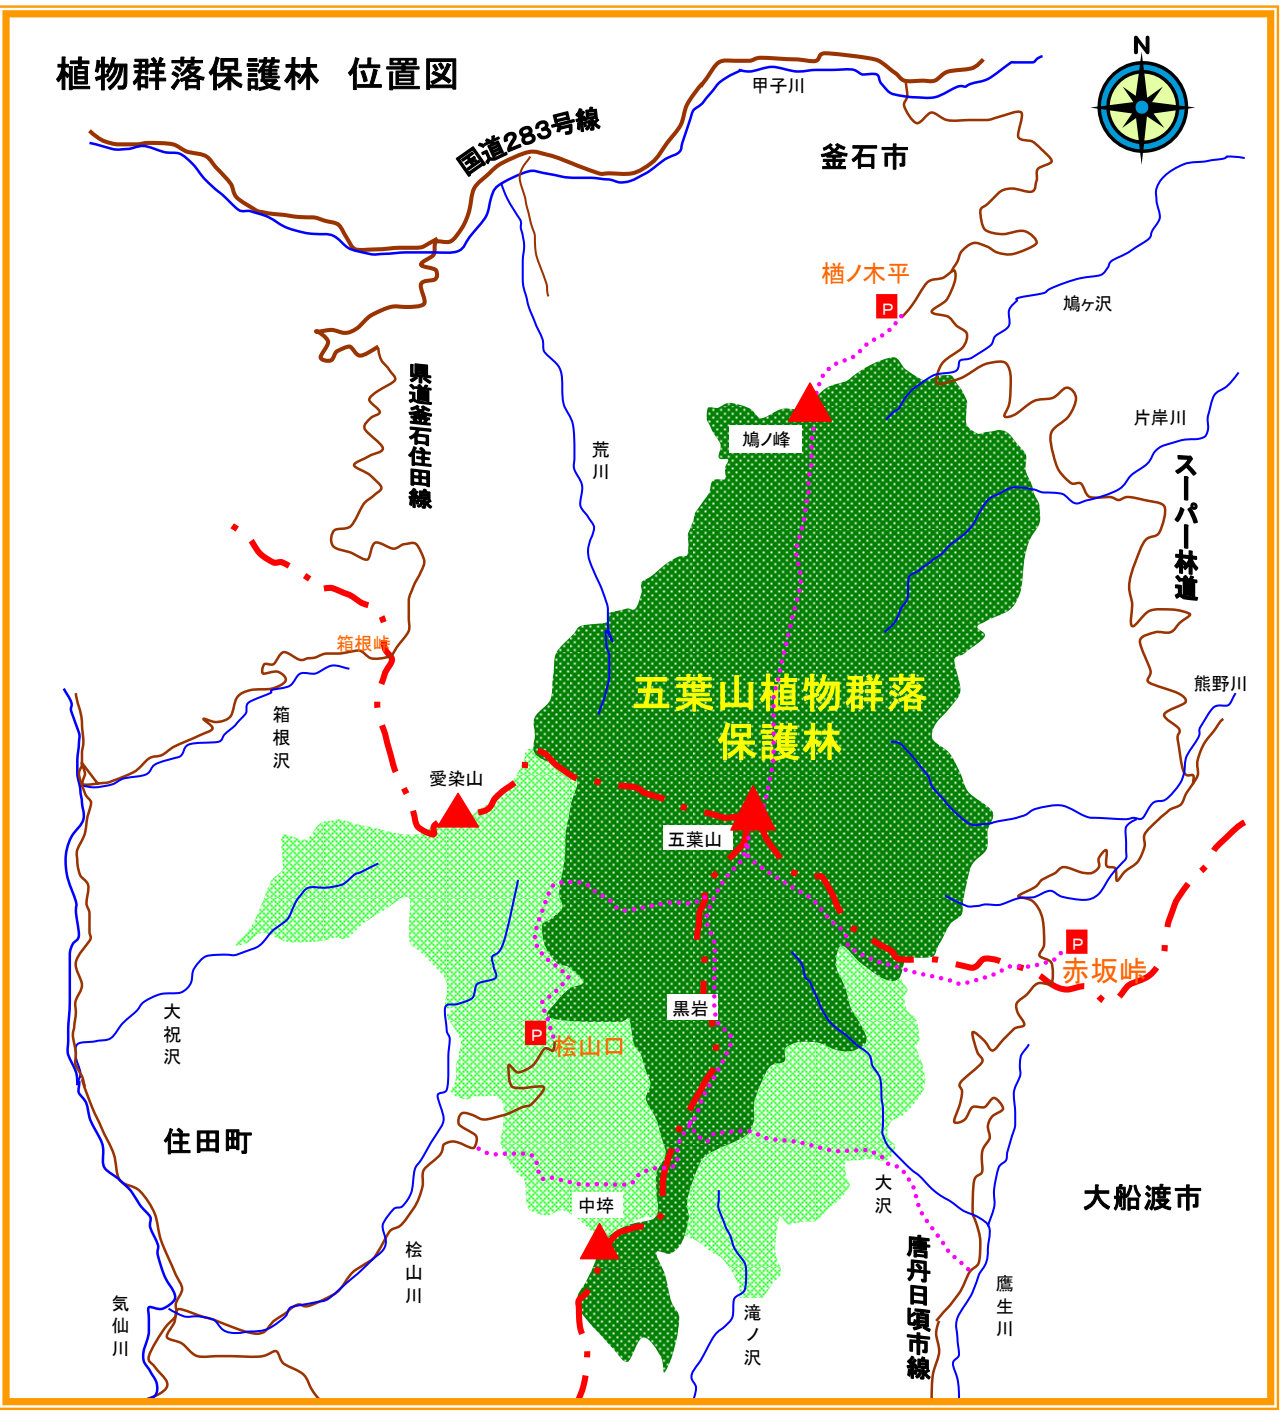 植物群落保護林　位置図
N
甲子川
国道283号線
釜石市
楢ノ木平
P
鳩ヶ沢
県道釜石住田線
片岸川
鳩ノ峰
荒川
スーパー林道
箱根峠
五葉山植物群落
保護林
熊野川
箱根沢
愛染山
五葉山
P
赤坂峠
大祝沢
黒岩
P
桧山口
住田町
大沢
大船渡市
中埣
桧山川
唐丹日頃市線
鷹生川
気仙川
滝ノ沢